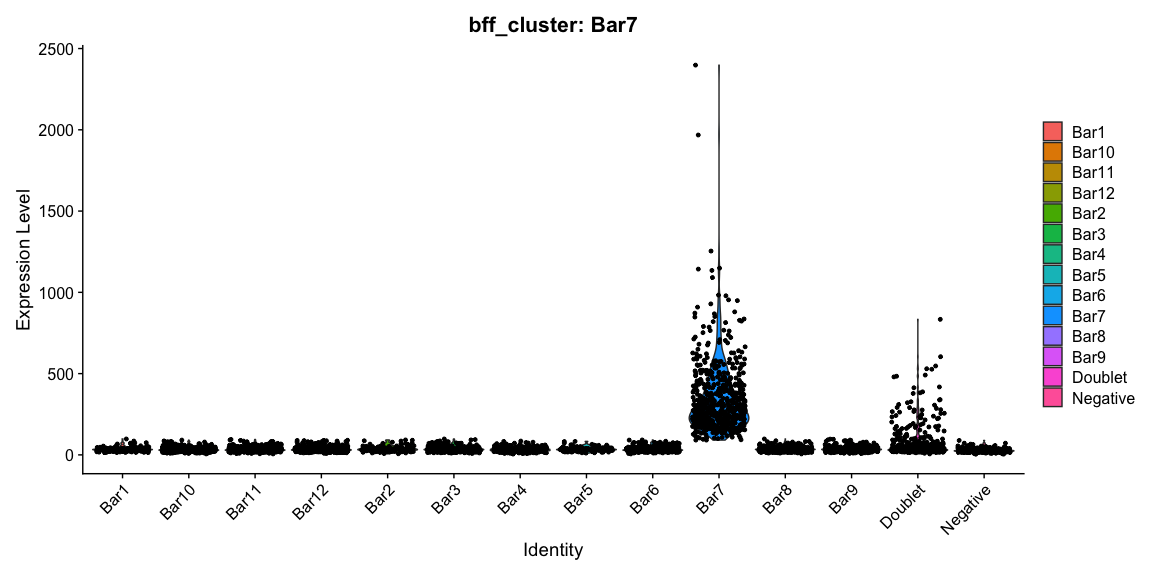 bff_cluster: Bar7
2500
2000
1500
1000
500
0
Expression Level
Bar1
Bar10
Bar11
Bar12
Bar2
Bar3
Bar4
Bar5
Bar6
Bar7
Bar8
Bar9
Doublet
Negative
Identity
Bar1
Bar10
Bar11
Bar12
Bar2
Bar3
Bar4
Bar5
Bar6
Bar7
Bar8
Bar9
Doublet
Negative